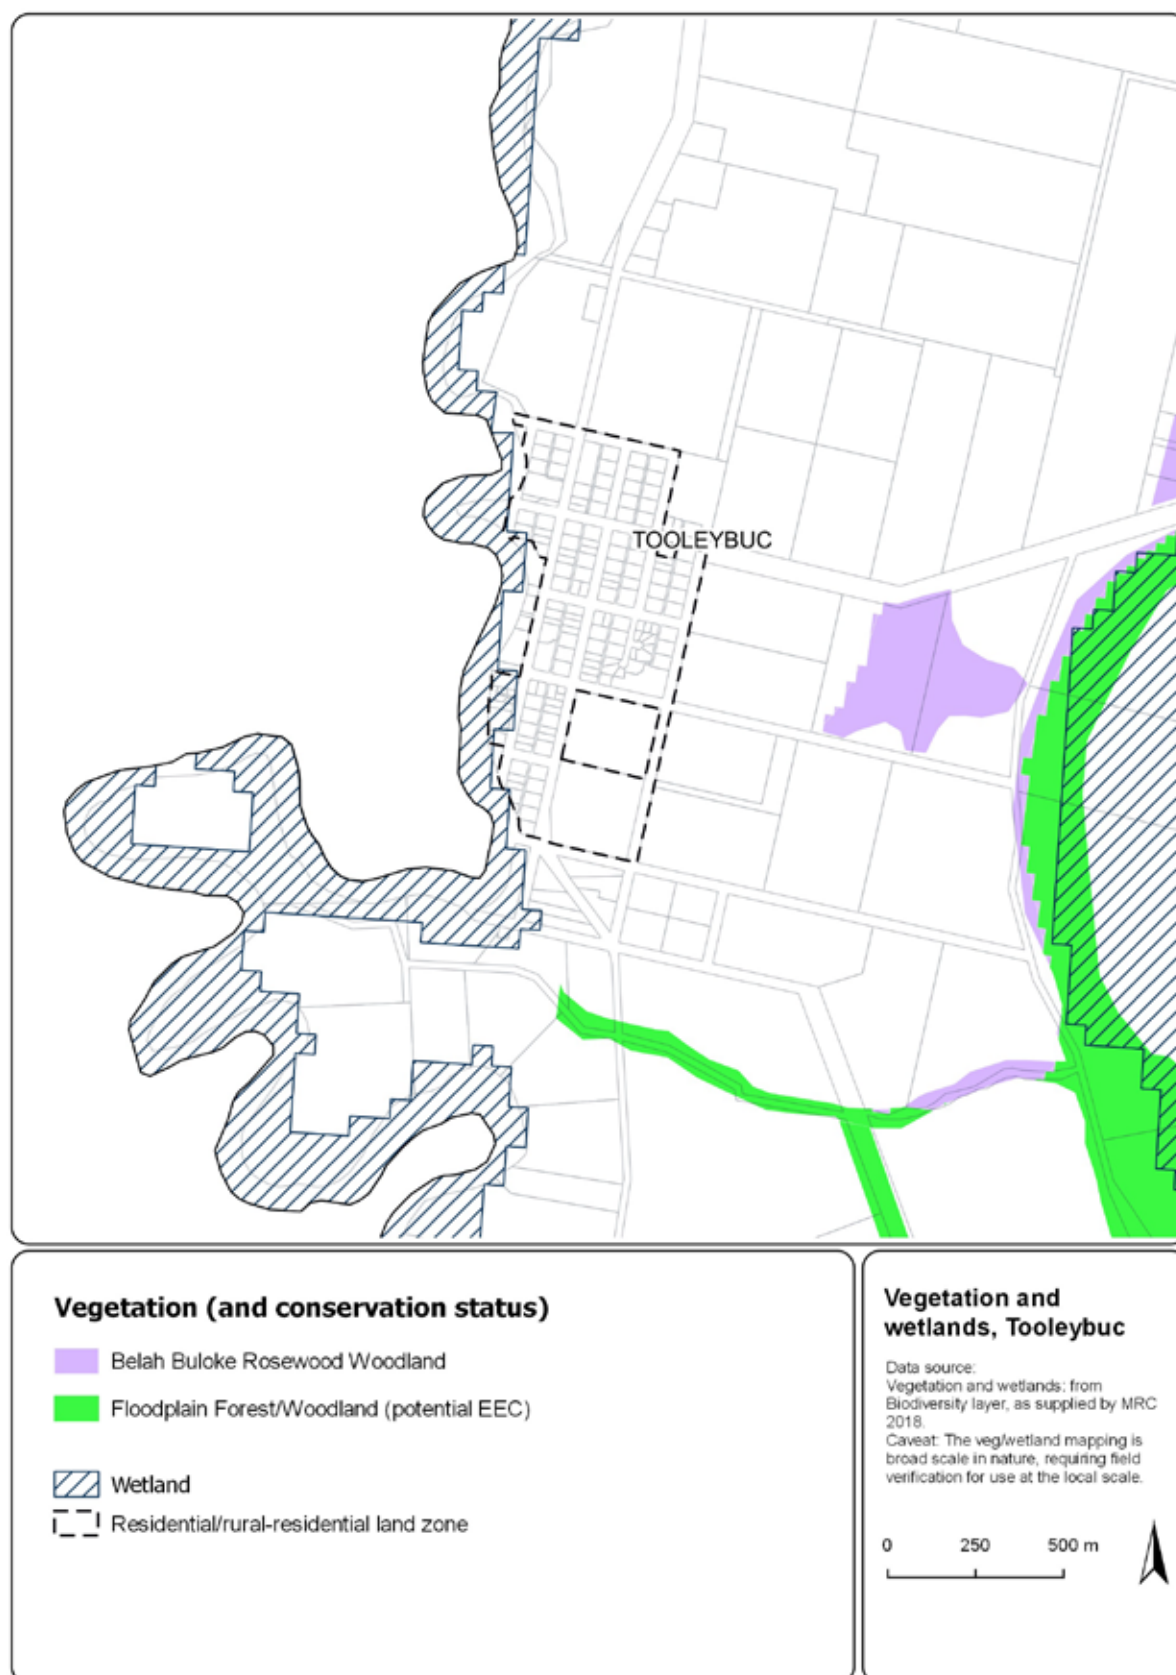 TOOLEYBUC
Vegetation (and conservation status)
Belah Buloke Rosewood Woodland
Floodplain Forest/Woodland (potential EEC)
Wetland
Residential/rural-residential land zone
Vegetation and
wetlands, Tooleybuc
Data source:
Vegetation and wetlands: from
Biodiversity layer, as supplied by MRC
2018.
Caveat: The veg/wetland mapping is
broad scale in nature, requiring field
verification for use at the local scale.
0 250 500 m